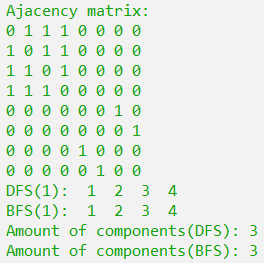 Ajacency matrix:
0 1 1 1 0 0 0 0
1 0 1 1 0 0 0 0
1 1 0 1 0 0 0 0
1 1 1 0 0 0 0 0
0 0 0 0 0 0 1 0
0 0 0 0 0 0 0 1
0 0 0 0 1 0 0 0
0 0 0 0 0 1 0 0
DFS(1):  1  2  3  4
BFS(1):  1  2  3  4
Amount of components(DFS): 3
Amount of components(BFS): 3